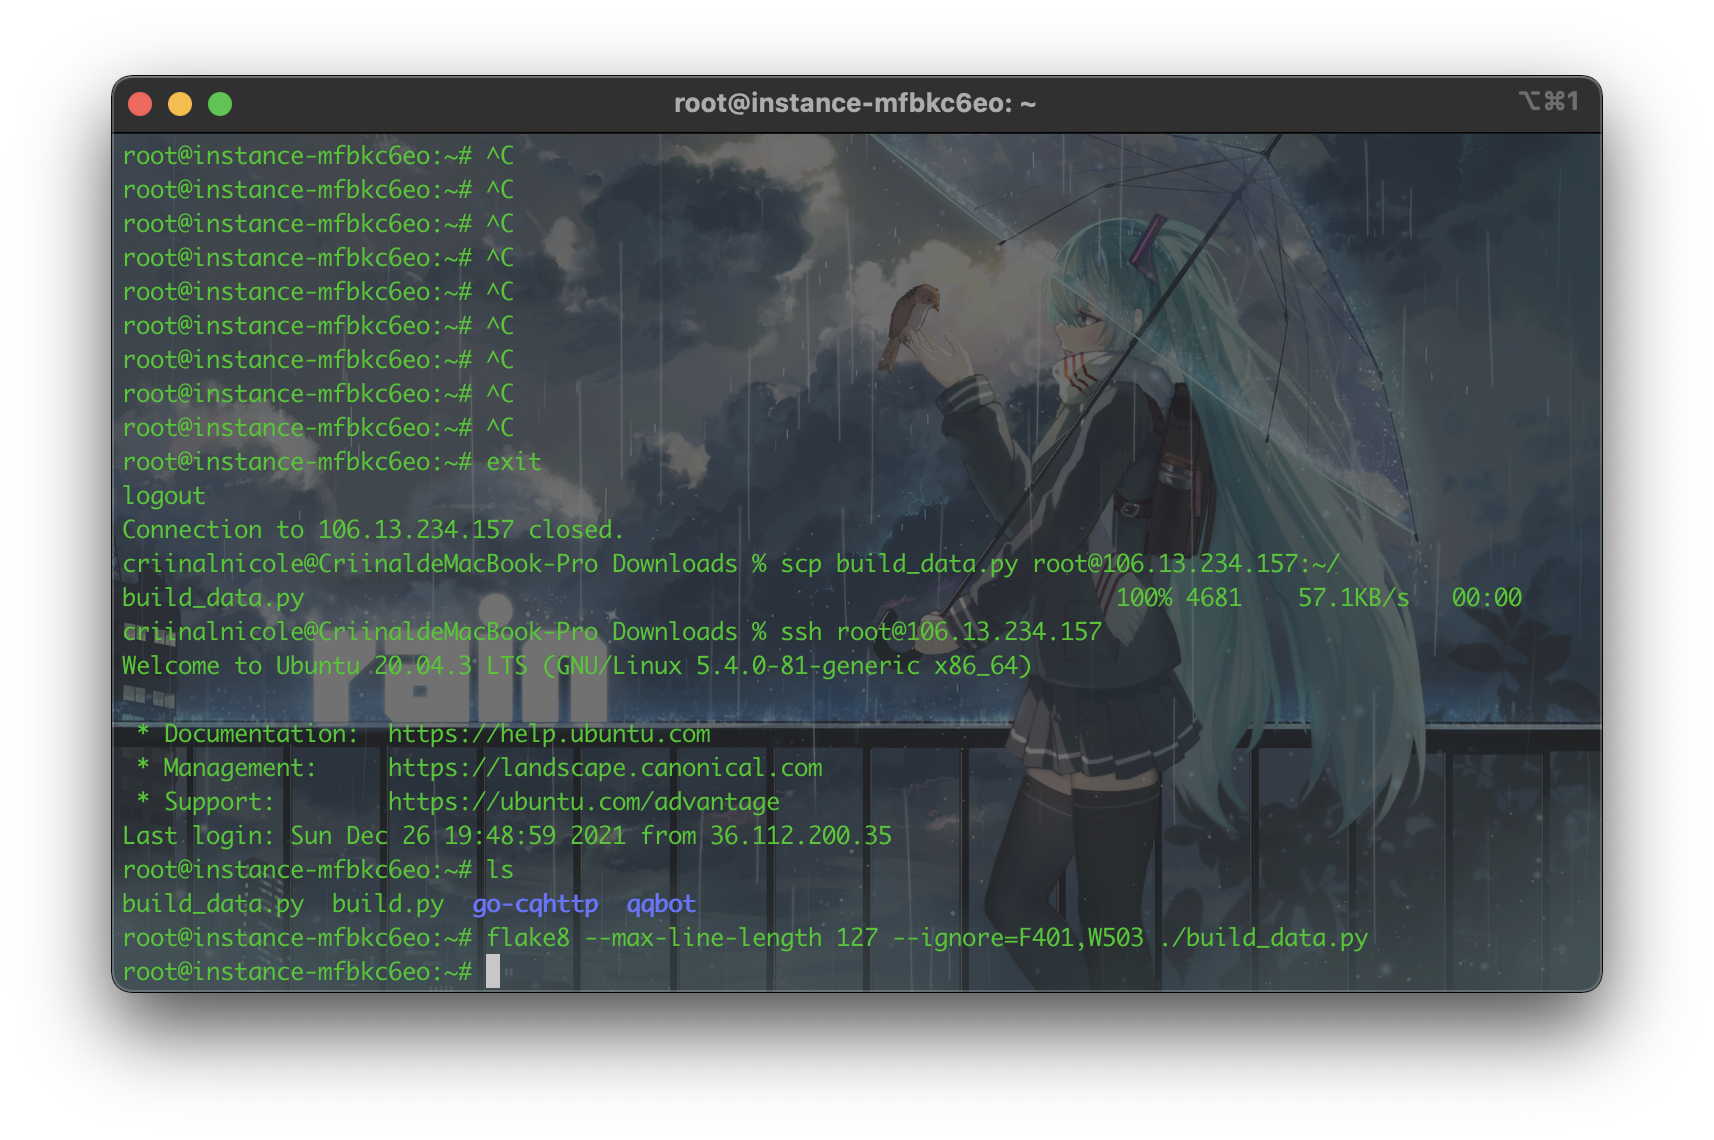 root@instance-mfbkc6eo: ~
⌥⌘1
root@instance-mfbkc6eo:~# ^C
root@instance-mfbkc6eo:~# ^C
root@instance-mfbkc6eo:~# ^C
root@instance-mfbkc6eo:~# ^C
root@instance-mfbkc6eo:~# ^C
root@instance-mfbkc6eo:~# ^C
root@instance-mfbkc6eo:~# ^C
root@instance-mfbkc6eo:~# ^C
root@instance-mfbkc6eo:~# ^C
root@instance-mfbkc6eo:~# exit
logout
Connection to 106.13.234.157 closed.
criinalnicole@CriinaldeMacBook-Pro Downloads % scp build_data.py root@106.13.234.157:~/
build_data.py 100% 4681 57.1KB/s 00:00
criinalnicole@CriinaldeMacBook-Pro Downloads % ssh root@106.13.234.157
Welcome to Ubuntu 20.04.3 LTS (GNU/Linux 5.4.0-81-generic x86_64)
rain
* Documentation: https://help.ubuntu.com
* Management: https://landscape.canonical.com
* Support: https://ubuntu.com/advantage
Last login: Sun Dec 26 19:48:59 2021 from 36.112.200.35
root@instance-mfbkc6eo:~# ls
build_data.py build.py go-cqhttp qqbot
root@instance-mfbkc6eo:~# flake8 --max-line-length 127 --ignore=F401,W503 ./build_data.py
root@instance-mfbkc6eo:~#